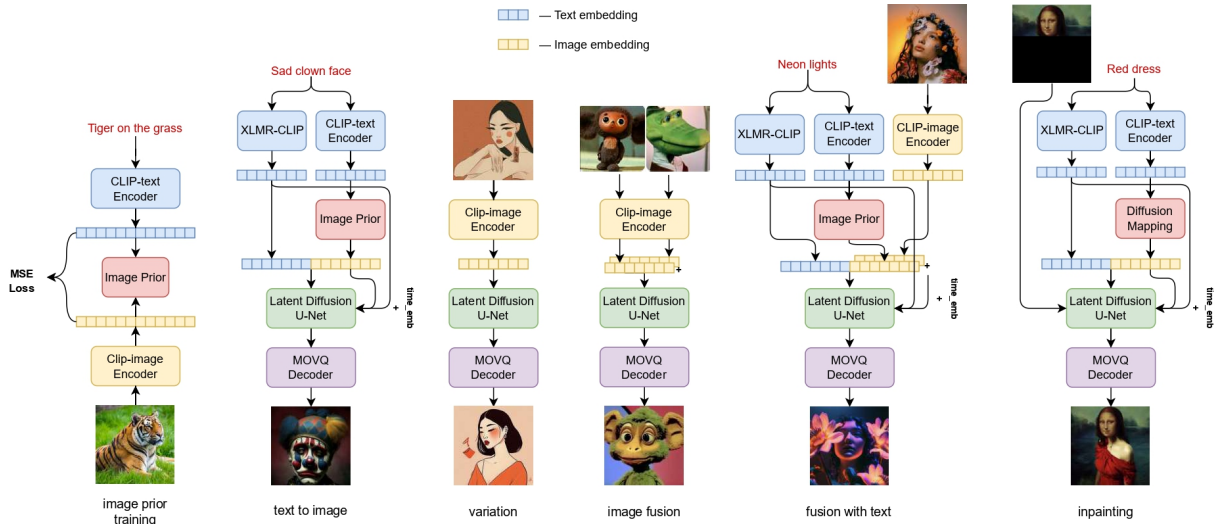 — Text embedding
— Image embedding
Tiger on the grass
CLIP-text
Encoder
Image Prior
MSE
Loss
Clip-image
Encoder
image prior
training
Sad clown face
XLMR-CLIP
CLIP-text
Encoder
Image Prior
Latent Diffusion
U-Net
+
time_emb
MOVQ
Decoder
text to image
Clip-image
Encoder
Latent Diffusion
U-Net
MOVQ
Decoder
variation
Clip-image
Encoder
+
Latent Diffusion
U-Net
MOVQ
Decoder
image fusion
Neon lights
XLMR-CLIP
CLIP-text
Encoder
CLIP-image
Encoder
Image Prior
+
Latent Diffusion
U-Net
+
time_emb
MOVQ
Decoder
fusion with text
Red dress
XLMR-CLIP
CLIP-text
Encoder
Diffusion
Mapping
Latent Diffusion
U-Net
+
time_emb
MOVQ
Decoder
inpainting